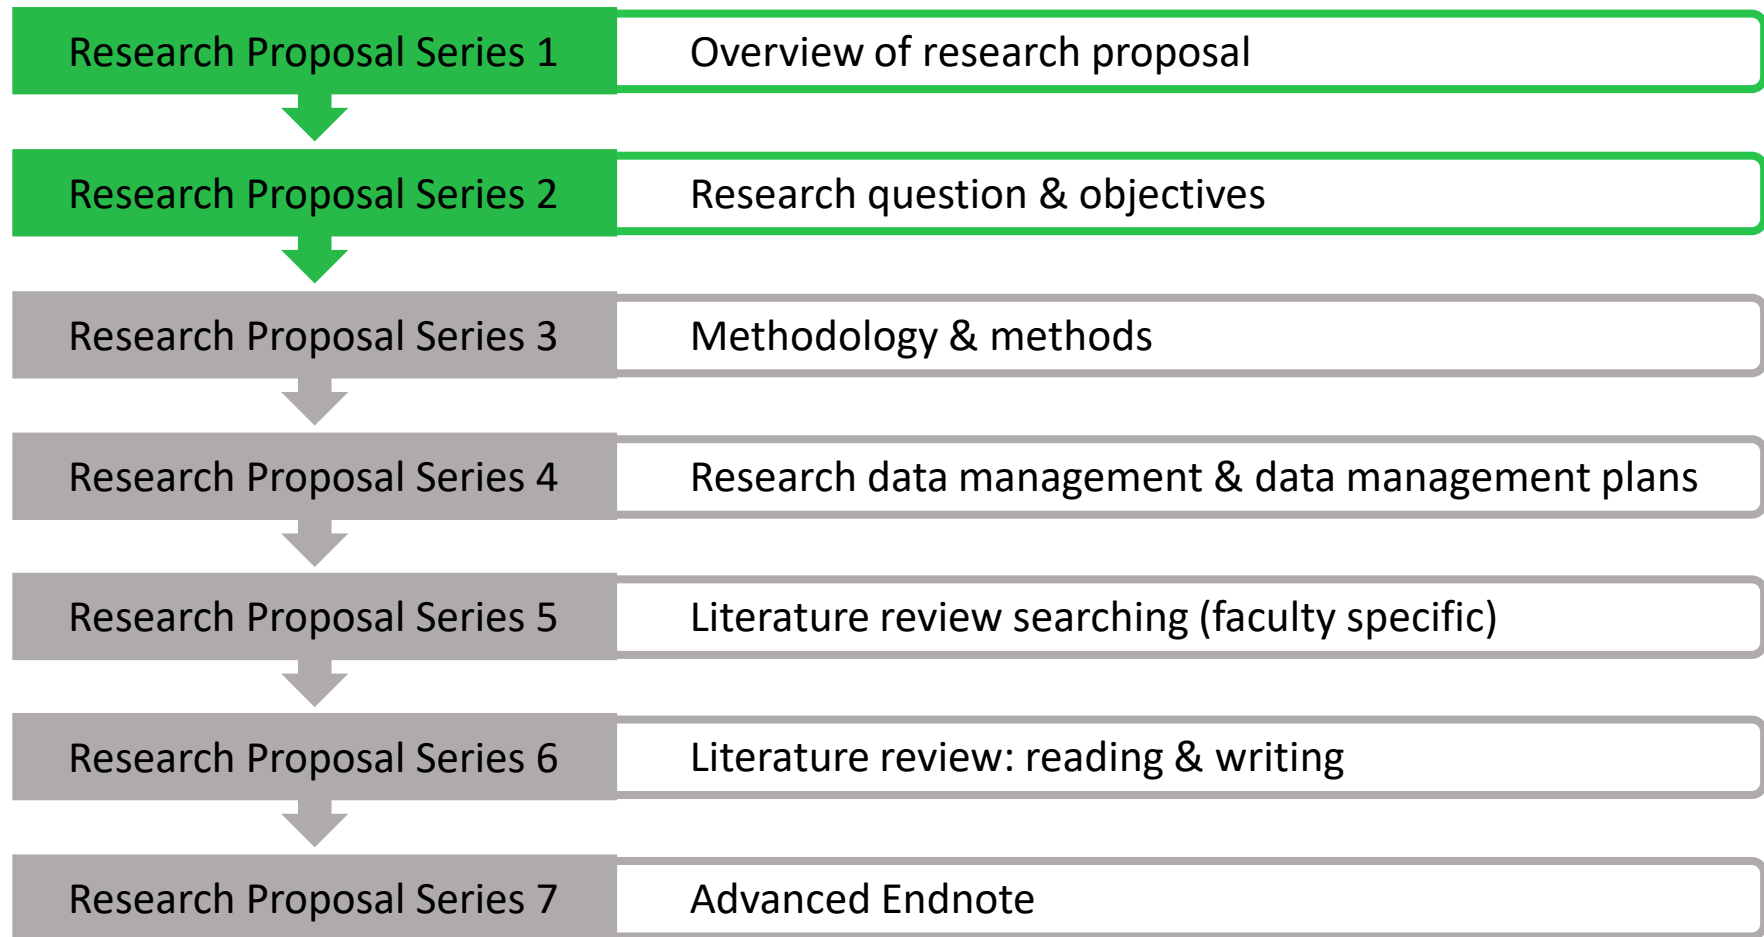 Research Proposal Series 1
Overview of research proposal
Research Proposal Series 2
Research question & objectives
Research Proposal Series 3
Methodology & methods
Research Proposal Series 4
Research data management & data management plans
Research Proposal Series 5
Literature review searching (faculty specific)
Research Proposal Series 6
Literature review: reading & writing
Research Proposal Series 7
Advanced Endnote